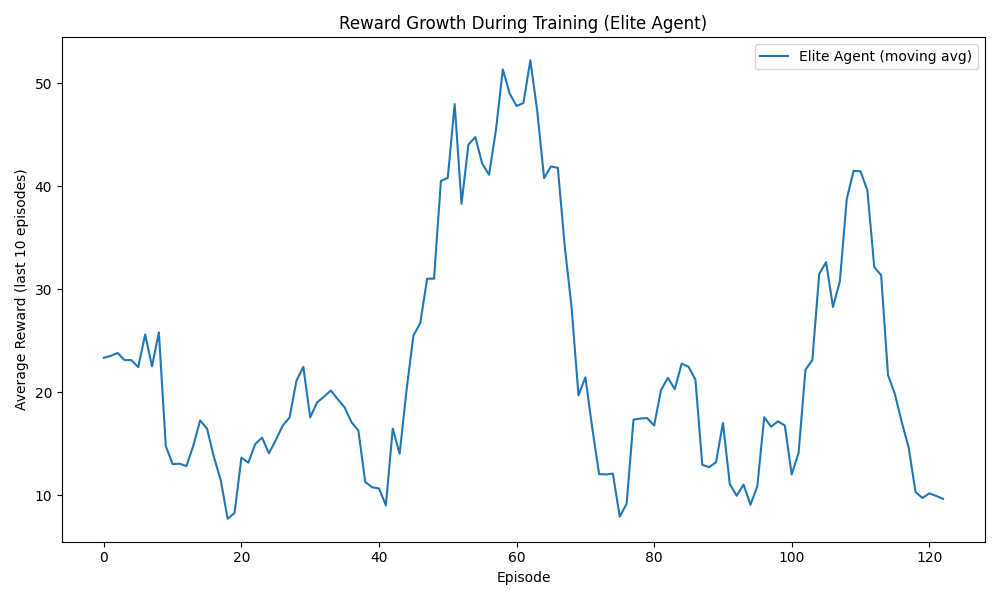 Reward Growth During Training (Elite Agent)
Elite Agent (moving avg)
Average Reward (last 10 episodes)
50
40
30
20
10
0 20 40 60 80 100 120
Episode